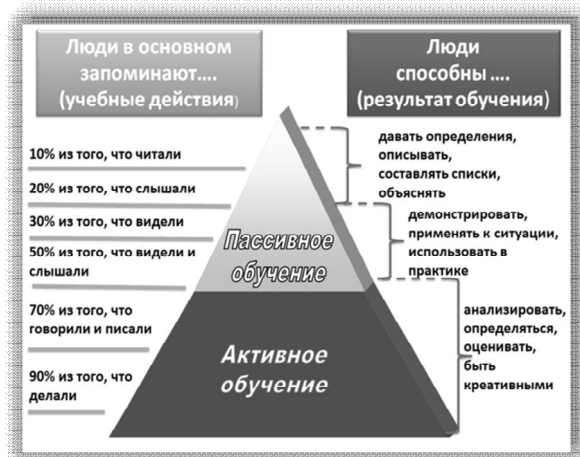 Люди в основном
запоминают....
(учебные действия)
Люди
способны ....
(результат обучения)
10% из того, что читали
20% из того, что слышали
30% из того, что видели
50% из того, что видели и
слышали
70% из того, что
говорили и писали
90% из того, что
делали
Пассивное
обучение
Активное
обучение
давать определения,
описывать,
составлять списки,
объяснять
демонстрировать,
применять к ситуации,
использовать в
практике
анализировать,
определяться,
оценивать,
быть
креативными